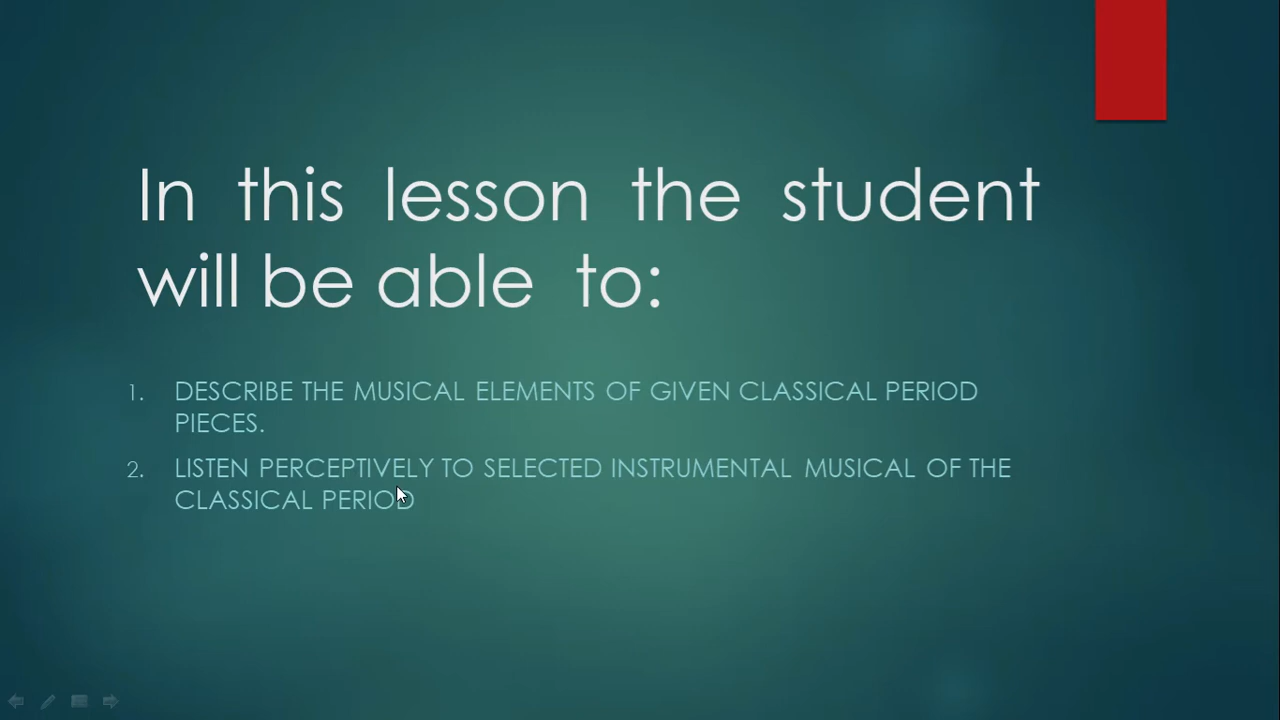 In this lesson the student
will be able to:
1. DESCRIBE THE MUSICAL ELEMENTS OF GIVEN CLASSICAL PERIOD
PIECES.
2. LISTEN PERCEPTIVELY TO SELECTED INSTRUMENTAL MUSICAL OF THE
CLASSICAL PERIOD